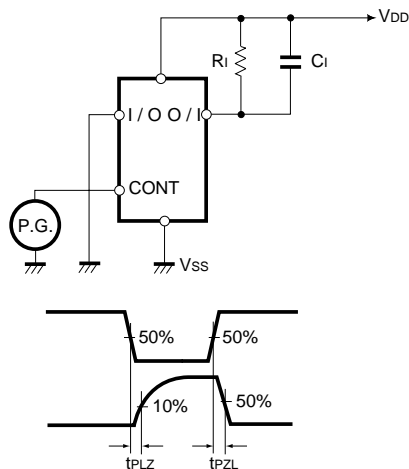 VDD
RI
CI
I / O O / I
CONT
P.G.
VSS
50%
50%
10%
50%
tPLZ
tPZL